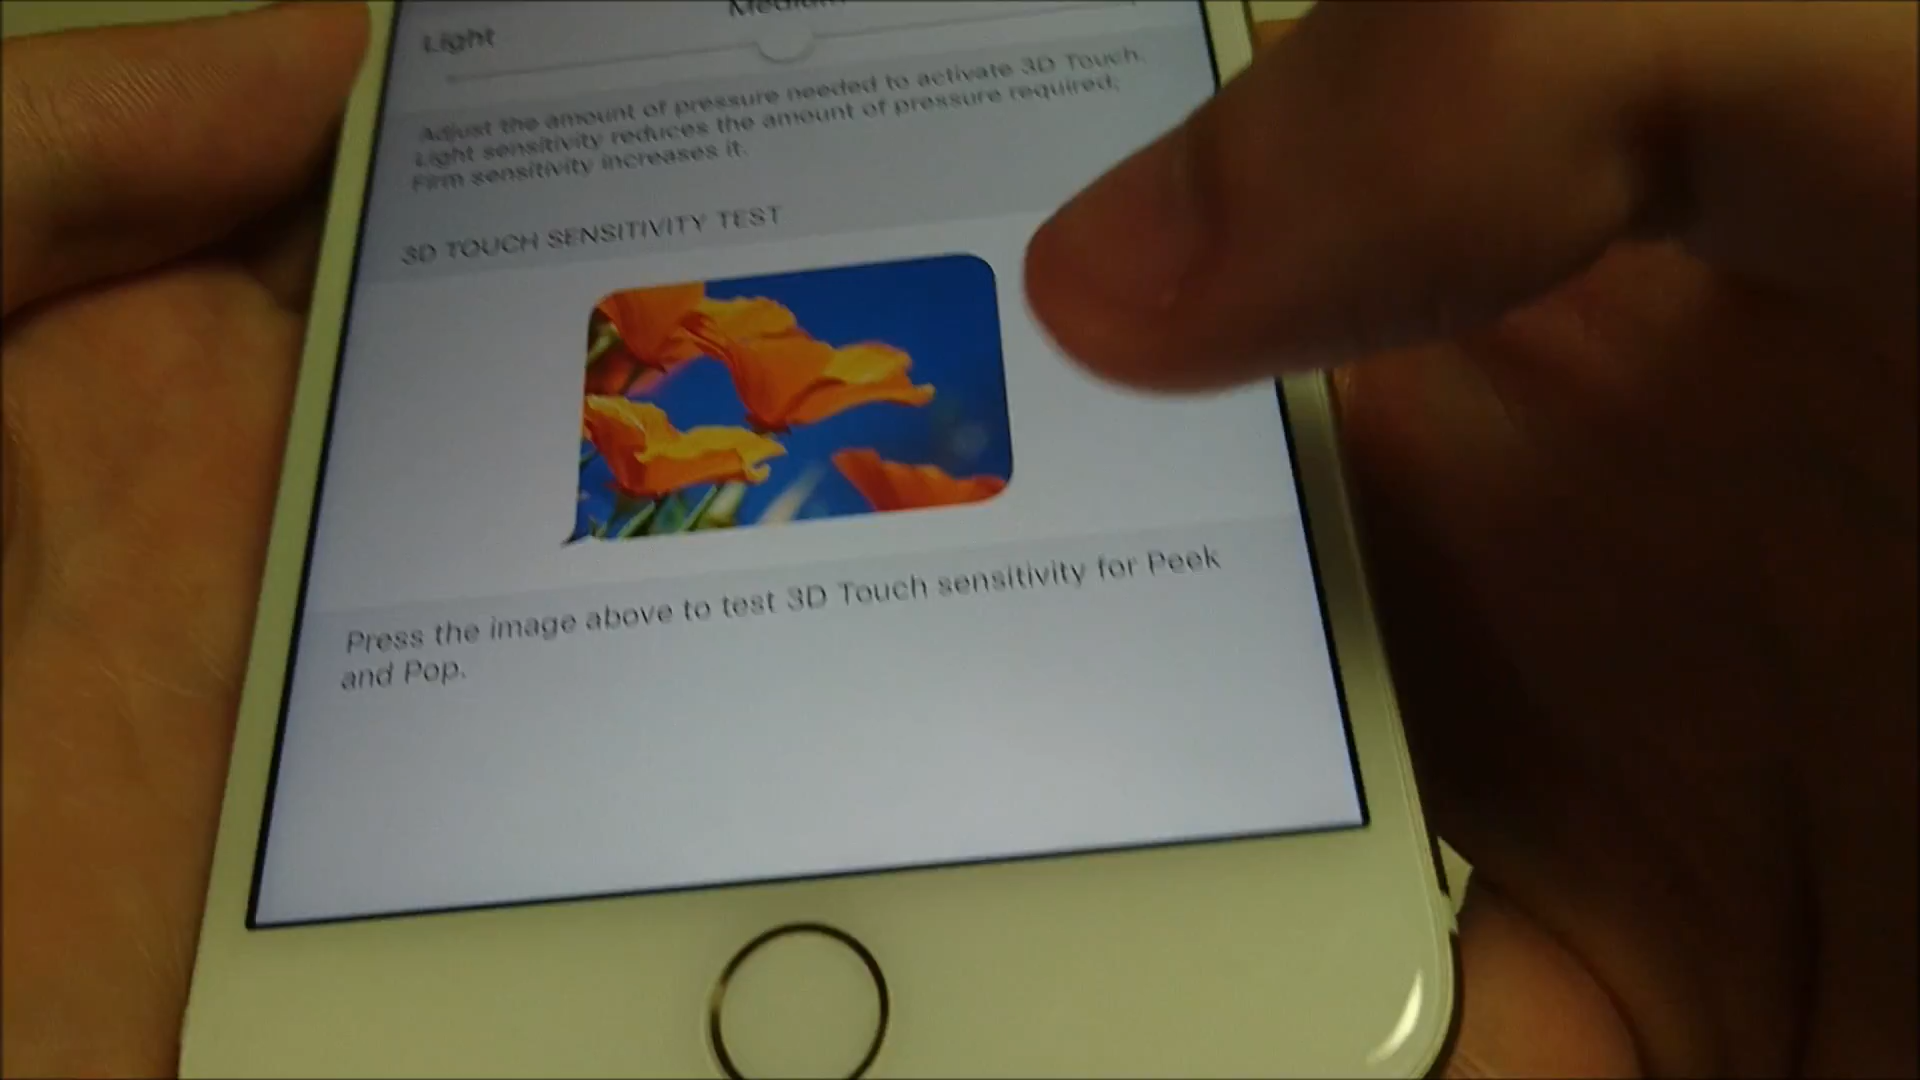 Medium
Light
Adjust the amount of pressure needed to activate 3D Touch.
Light sensitivity reduces the amount of pressure required;
Firm sensitivity increases it.
3D TOUCH SENSITIVITY TEST
Press the image above to test 3D Touch sensitivity for Peek
and Pop.